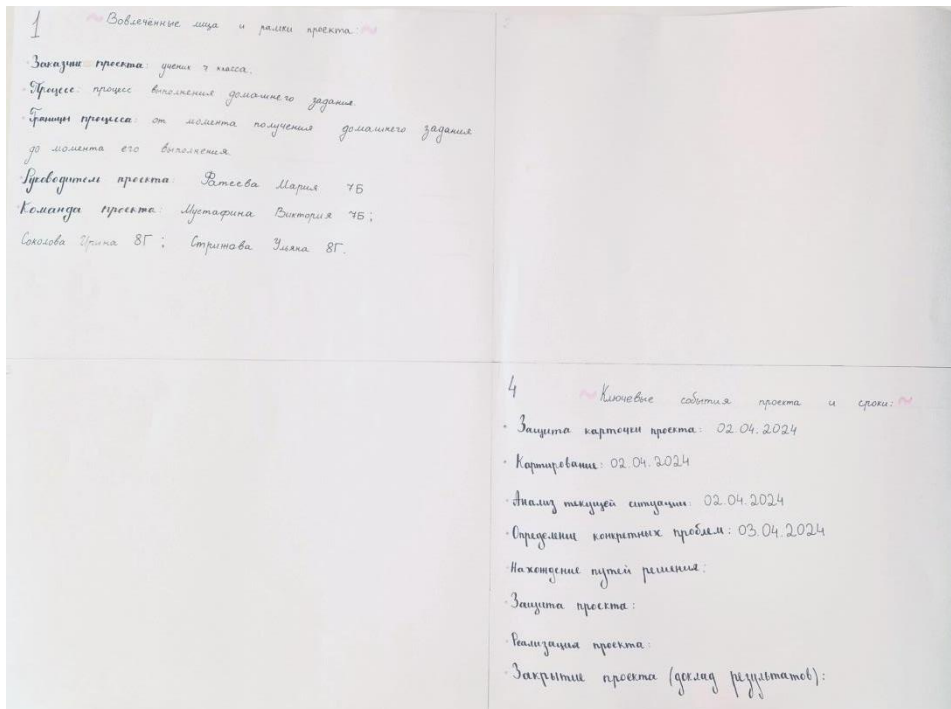 1 ~ Вовлечённые лица и рамки проекта: ~
· Заказчик проекта: ученик 7 класса.
· Процесс: процесс выполнения домашнего задания
· Границы процесса: от момента получения домашнего задания
до момента его выполнения.
· Руководитель проекта: Фатеева Мария 7Б
· Команда проекта: Мустафина Виктория 7Б;
Соколова Ирина 8Г; Стрижова Ульяна 8Г.
2
4 ~ Ключевые события проекта и сроки: ~
· Защита карточки проекта: 02.04.2024
· Картирование: 02.04.2024
· Анализ текущей ситуации: 02.04.2024
· Определение конкретных проблем: 03.04.2024
· Нахождение путей решения:
· Защита проекта:
· Реализация проекта:
· Закрытие проекта (доклад результатов):